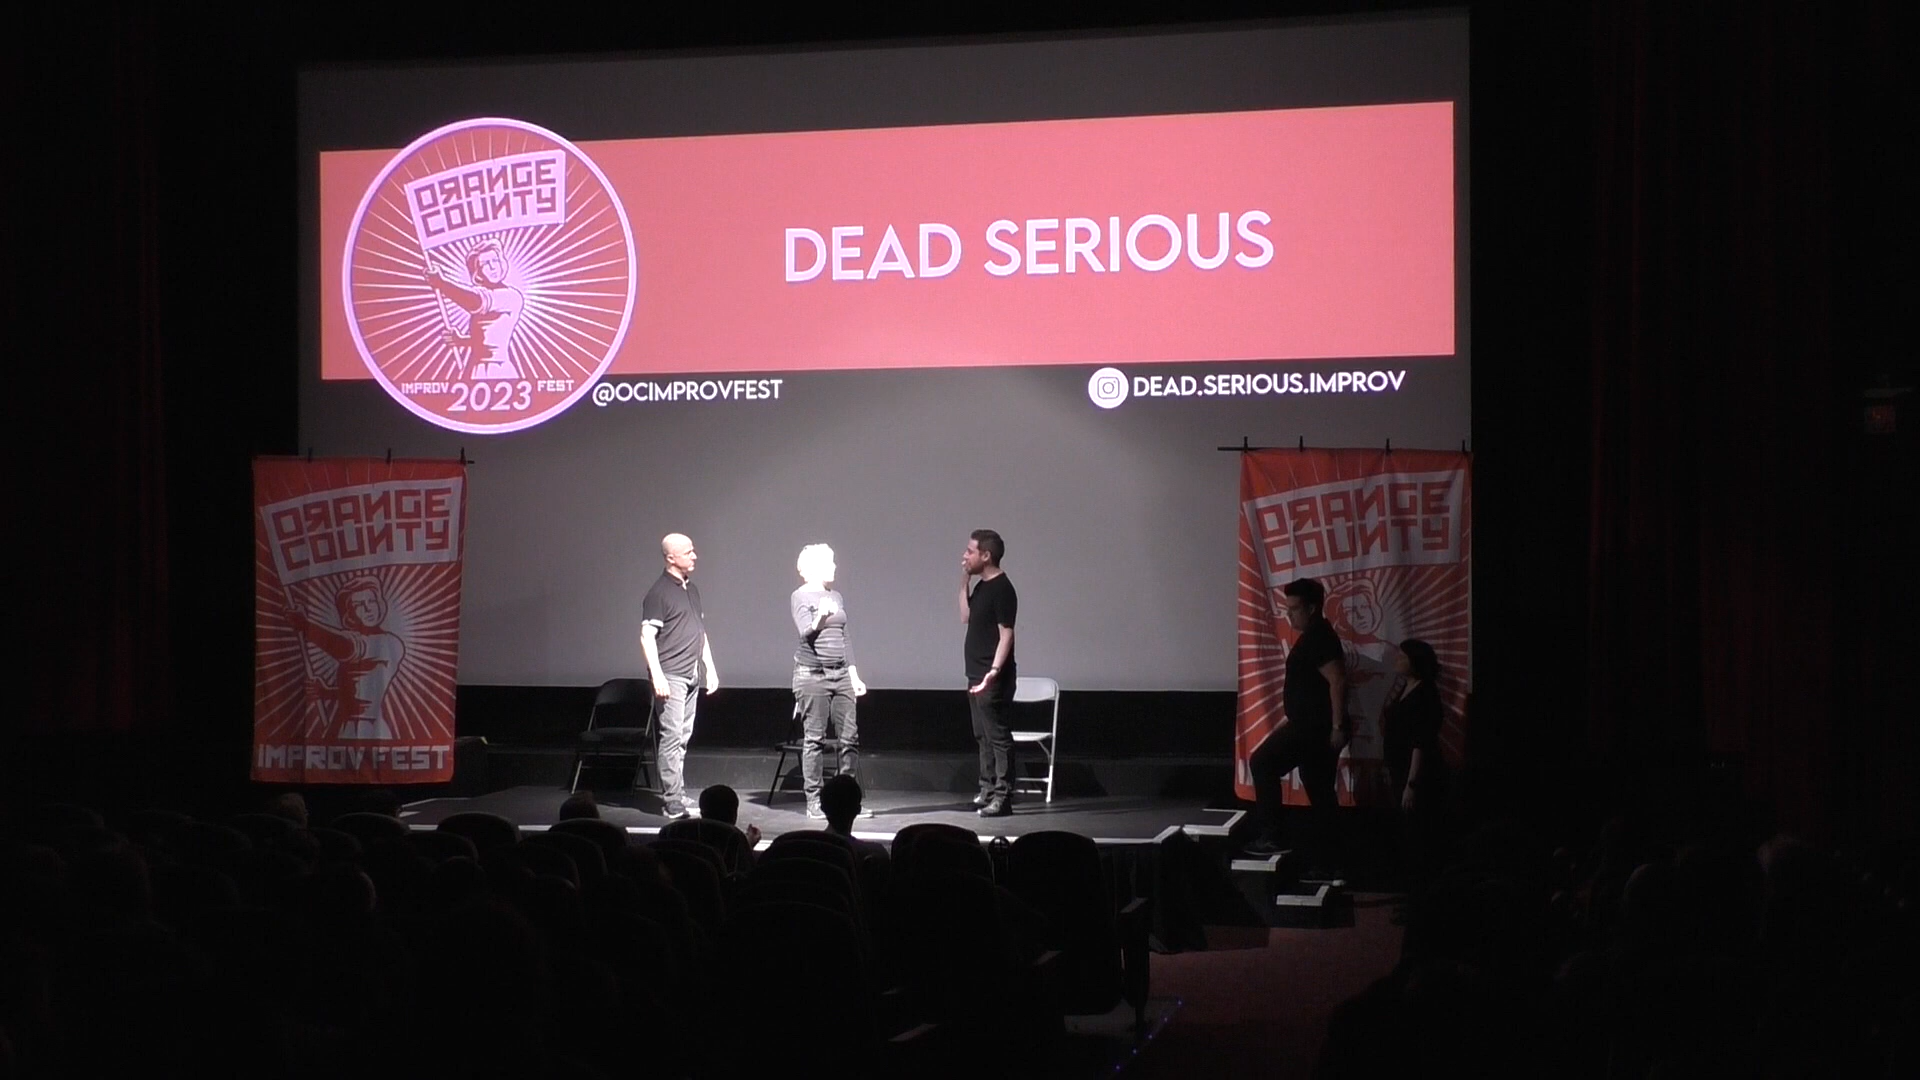 ORANGE
COUNTY
IMPROV 2023 FEST
DEAD SERIOUS
@OCIMPROVFEST
DEAD.SERIOUS.IMPROV
ORANGE
COUNTY
IMPROV FEST
ORANGE
COUNTY